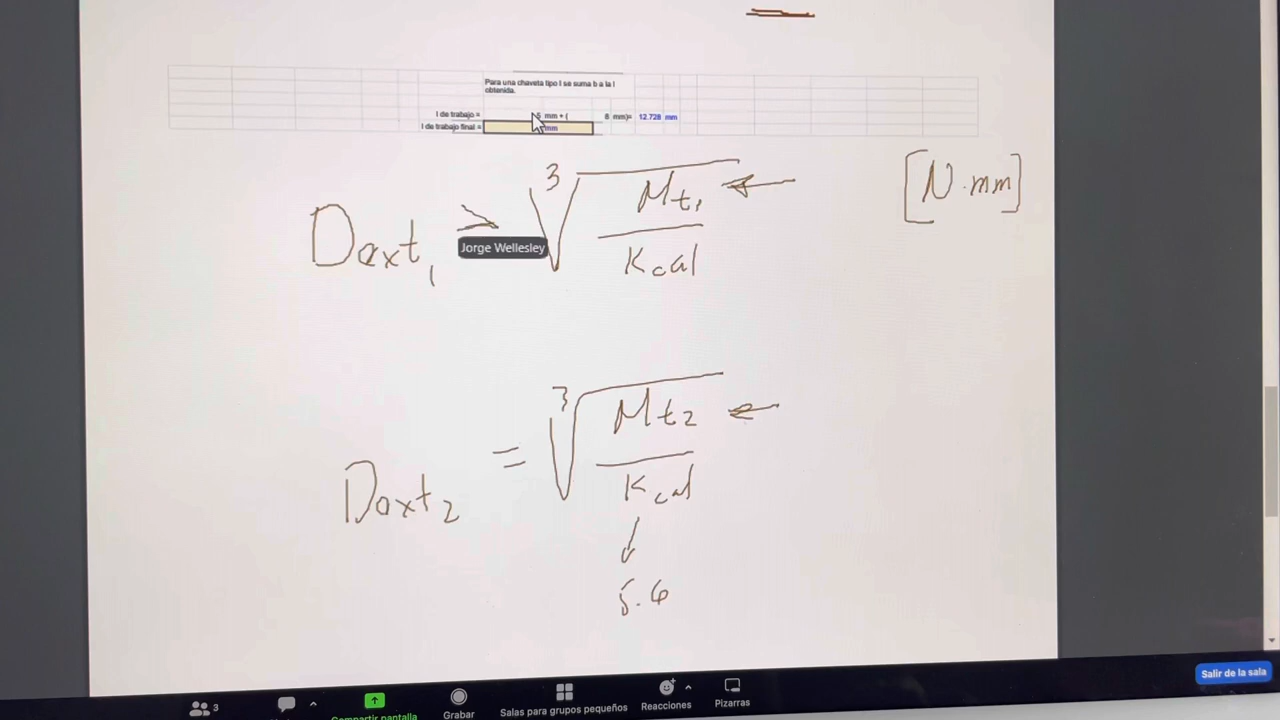 Para una chaveta tipo I se suma b a la l
obtenida.
l de trabajo = 5 mm + ( 8 mm)= 12.728 mm
l de trabajo final = mm
Daxt₁ ≥ ∛(Mt₁ / Kcal) ← [N·mm]
Jorge Wellesley
Daxt₂ = ∛(Mt₂ / Kcal) ←
↓
5.6
Salir de la sala
3
Compartir pantalla
Grabar
Salas para grupos pequeños
Reacciones
Pizarras